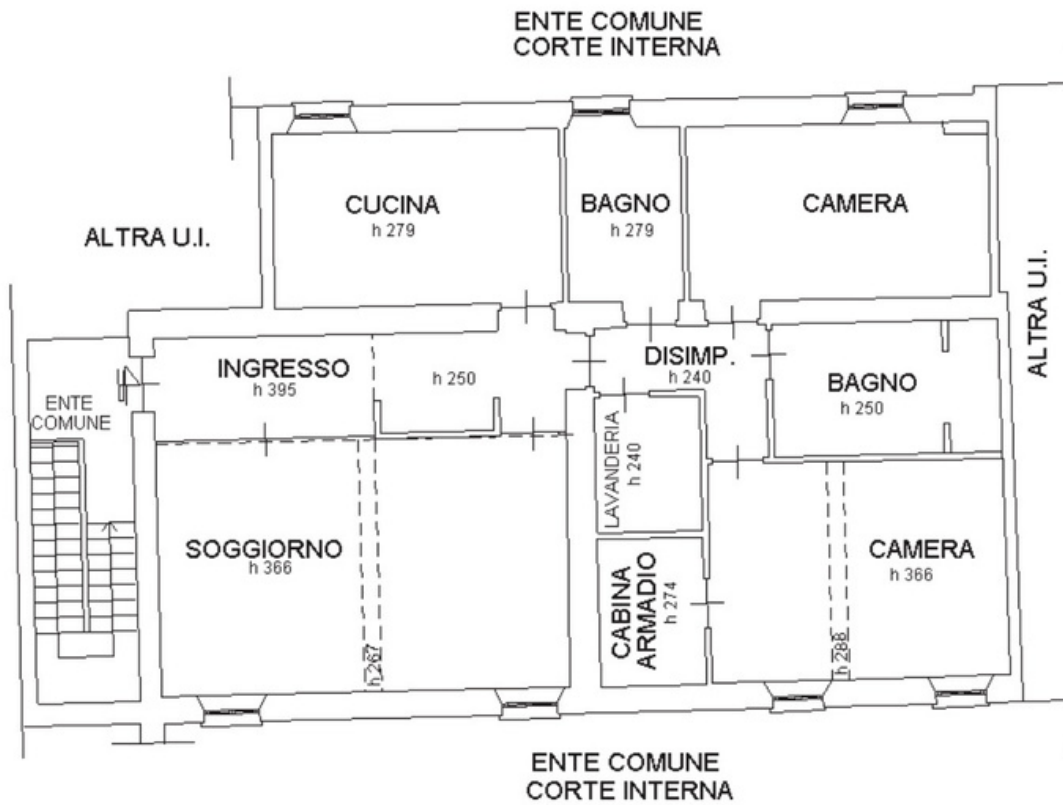 ENTE COMUNE
CORTE INTERNA
CUCINA
h 279
BAGNO
h 279
CAMERA
ALTRA U.I.
ALTRA U.I.
INGRESSO
h 395
h 250
DISIMP.
h 240
BAGNO
h 250
ENTE
COMUNE
LAVANDERIA
h 240
SOGGIORNO
h 366
CAMERA
h 366
CABINA
ARMADIO
h 274
h 267
h 288
ENTE COMUNE
CORTE INTERNA